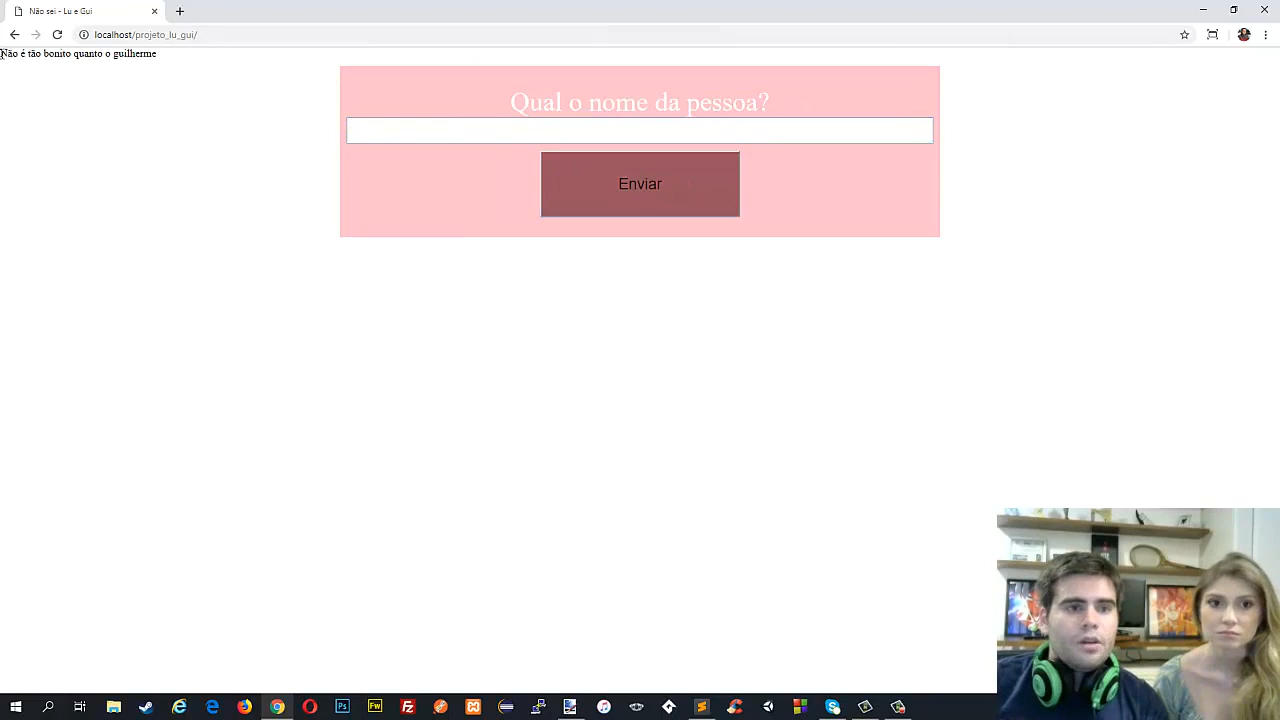 Não sei - Lu e Gui
localhost/projeto_lu_gui/
Não é tão bonito quanto o guilherme
Qual o nome da pessoa?
Enviar